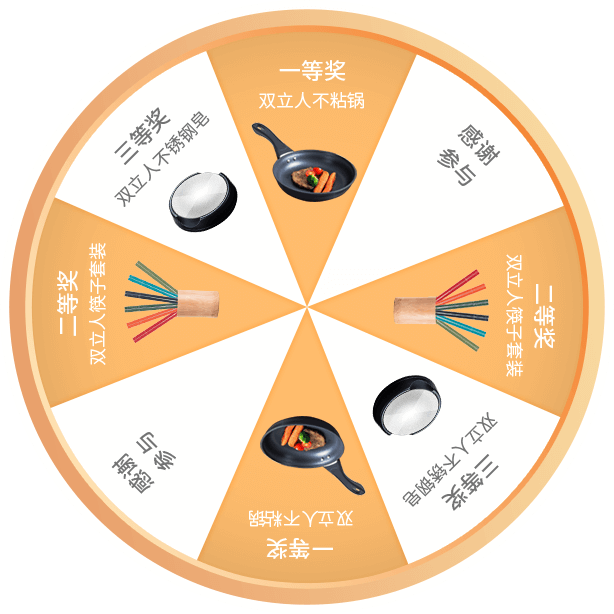 一等奖
双立人不粘锅
感谢
参与
二等奖
双立人筷子套装
三等奖
双立人不锈钢皂
一等奖
双立人不粘锅
感谢
参与
二等奖
双立人筷子套装
三等奖
双立人不锈钢皂